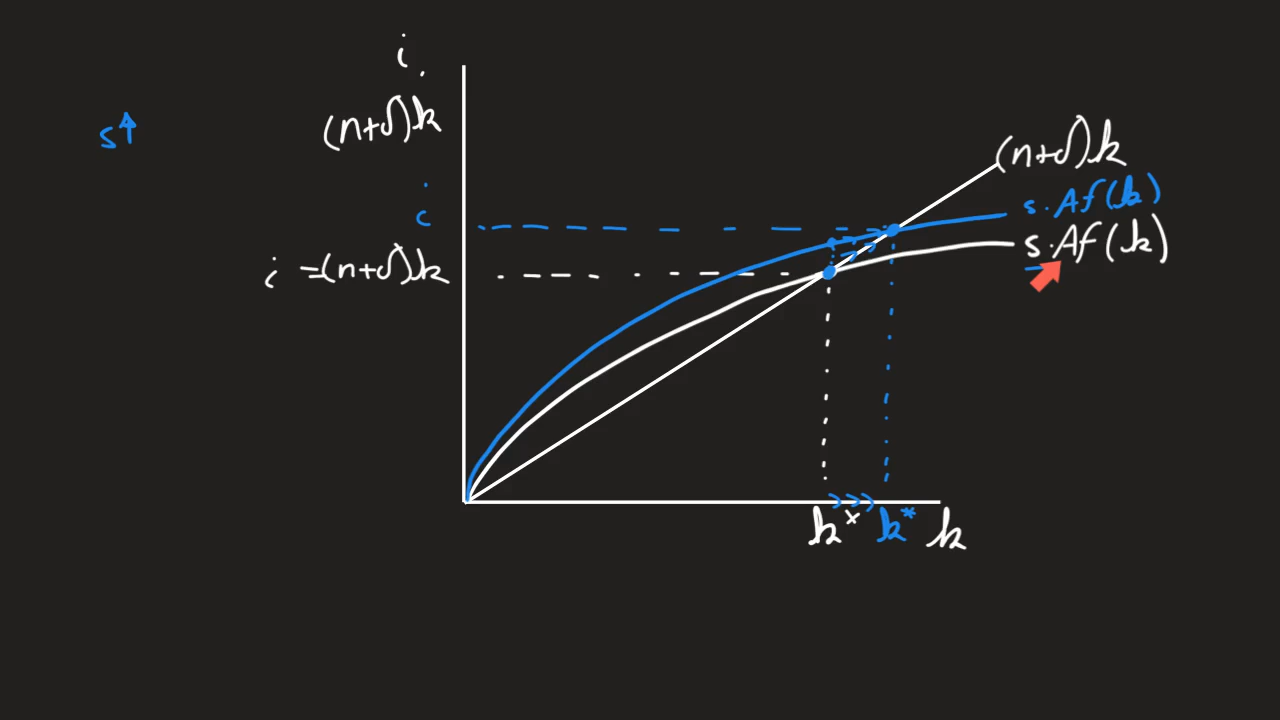 i
(n+δ)k
s↑
(n+δ)k
s·Af(k)
i
s·Af(k)
i =(n+δ)k
k* k* k